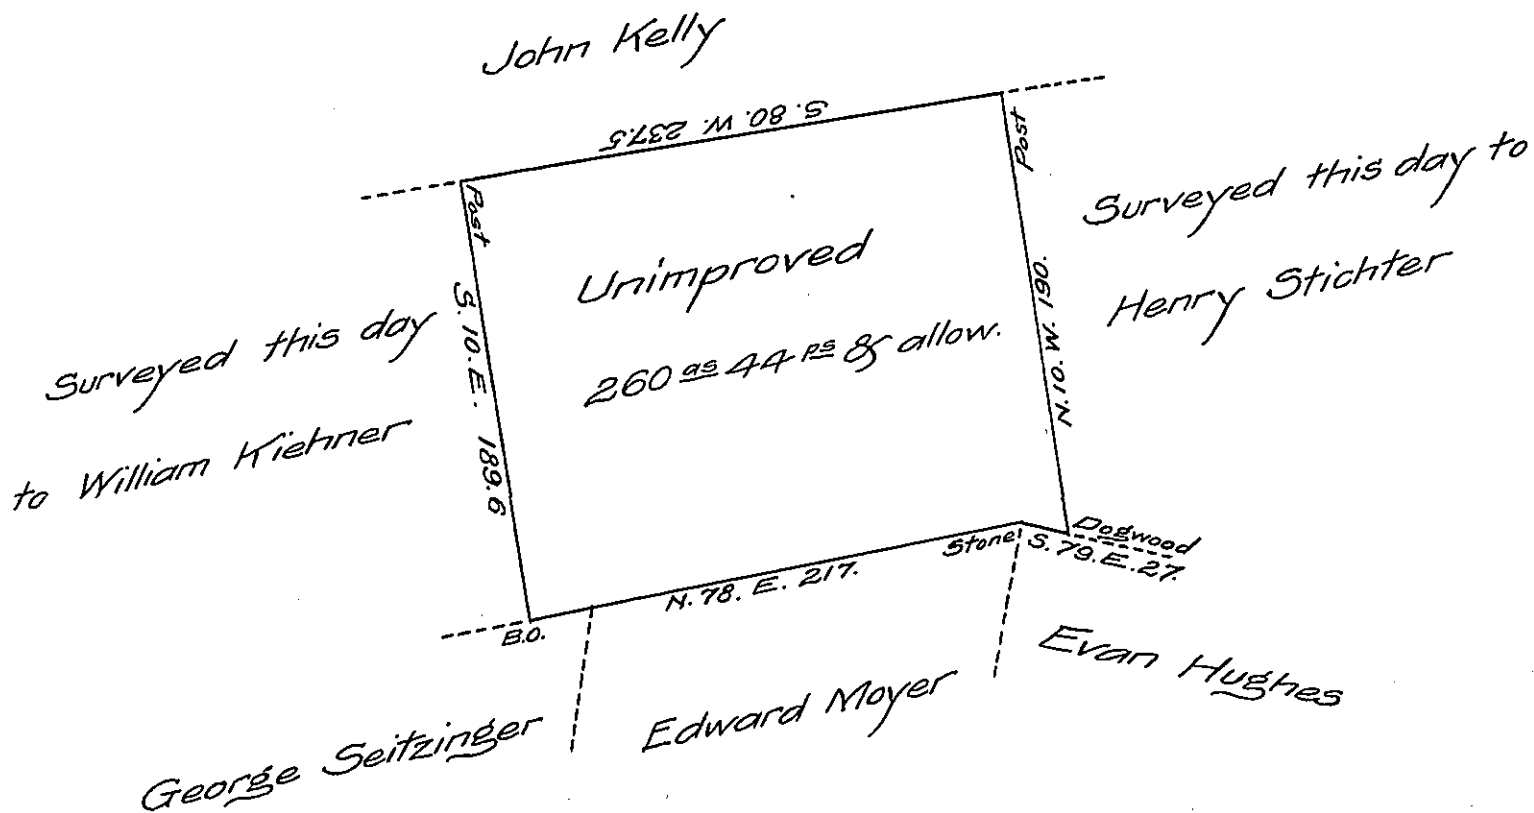 John Kelly
S. 80. W. 237.5
Post
Post
Surveyed this day to
Henry Stichter
Unimproved
260 as 44 ps & allow.
S. 10. E. 189.6
N. 10. W. 190.
Surveyed this day
to William Kiehner
Dogwood
Stone
S. 79. E. 27.
N. 78. E. 217.
B.O.
Evan Hughes
Edward Moyer
George Seitzinger